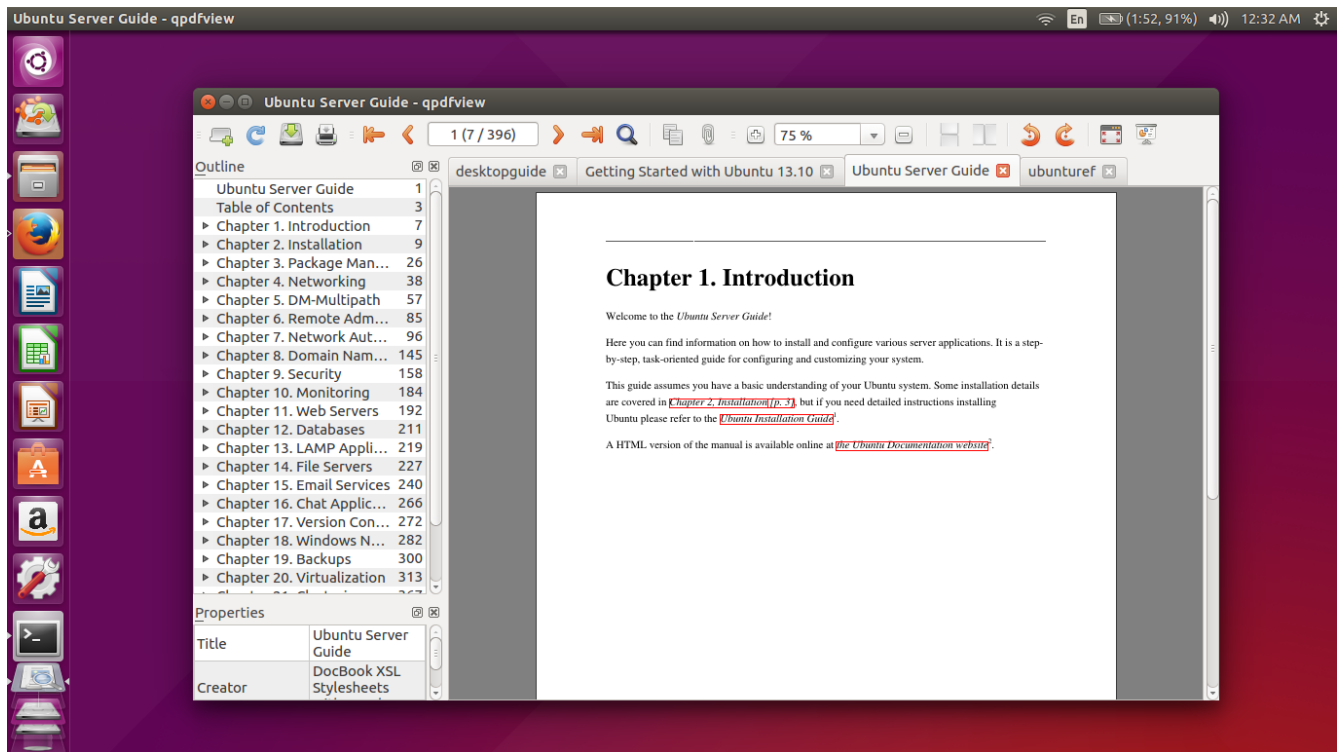 Ubuntu Server Guide - qpdfview
En (1:52, 91%) 12:32 AM
Ubuntu Server Guide - qpdfview
1 (7 / 396) 75 %
Outline
Ubuntu Server Guide 1
Table of Contents 3
Chapter 1. Introduction 7
Chapter 2. Installation 9
Chapter 3. Package Man... 26
Chapter 4. Networking 38
Chapter 5. DM-Multipath 57
Chapter 6. Remote Adm... 85
Chapter 7. Network Aut... 96
Chapter 8. Domain Nam... 145
Chapter 9. Security 158
Chapter 10. Monitoring 184
Chapter 11. Web Servers 192
Chapter 12. Databases 211
Chapter 13. LAMP Appli... 219
Chapter 14. File Servers 227
Chapter 15. Email Services 240
Chapter 16. Chat Applic... 266
Chapter 17. Version Con... 272
Chapter 18. Windows N... 282
Chapter 19. Backups 300
Chapter 20. Virtualization 313
Properties
Title Ubuntu Server
Guide
Creator DocBook XSL
Stylesheets
desktopguide Getting Started with Ubuntu 13.10 Ubuntu Server Guide ubunturef
Chapter 1. Introduction
Welcome to the Ubuntu Server Guide!
Here you can find information on how to install and configure various server applications. It is a step-
by-step, task-oriented guide for configuring and customizing your system.
This guide assumes you have a basic understanding of your Ubuntu system. Some installation details
are covered in Chapter 2, Installation [p. 3], but if you need detailed instructions installing
Ubuntu please refer to the Ubuntu Installation Guide¹.
A HTML version of the manual is available online at the Ubuntu Documentation website².